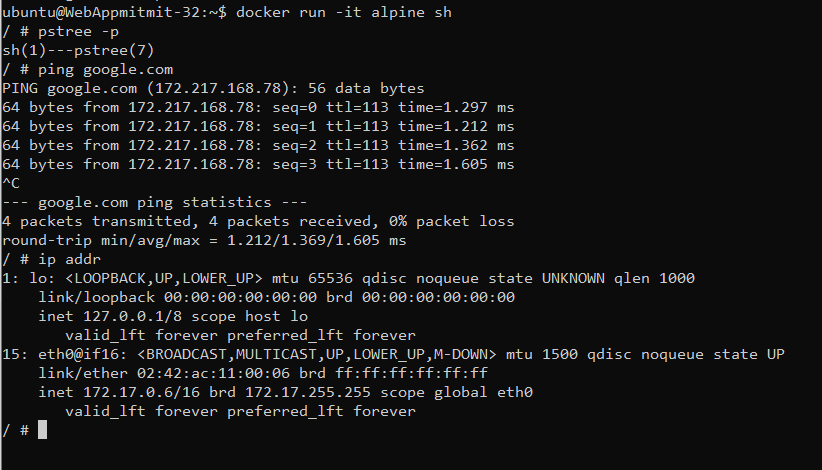 ubuntu@WebAppmitmit-32:~$ docker run -it alpine sh
/ # pstree -p
sh(1)---pstree(7)
/ # ping google.com
PING google.com (172.217.168.78): 56 data bytes
64 bytes from 172.217.168.78: seq=0 ttl=113 time=1.297 ms
64 bytes from 172.217.168.78: seq=1 ttl=113 time=1.212 ms
64 bytes from 172.217.168.78: seq=2 ttl=113 time=1.362 ms
64 bytes from 172.217.168.78: seq=3 ttl=113 time=1.605 ms
^C
--- google.com ping statistics ---
4 packets transmitted, 4 packets received, 0% packet loss
round-trip min/avg/max = 1.212/1.369/1.605 ms
/ # ip addr
1: lo: <LOOPBACK,UP,LOWER_UP> mtu 65536 qdisc noqueue state UNKNOWN qlen 1000
    link/loopback 00:00:00:00:00:00 brd 00:00:00:00:00:00
    inet 127.0.0.1/8 scope host lo
       valid_lft forever preferred_lft forever
15: eth0@if16: <BROADCAST,MULTICAST,UP,LOWER_UP,M-DOWN> mtu 1500 qdisc noqueue state UP
    link/ether 02:42:ac:11:00:06 brd ff:ff:ff:ff:ff:ff
    inet 172.17.0.6/16 brd 172.17.255.255 scope global eth0
       valid_lft forever preferred_lft forever
/ #